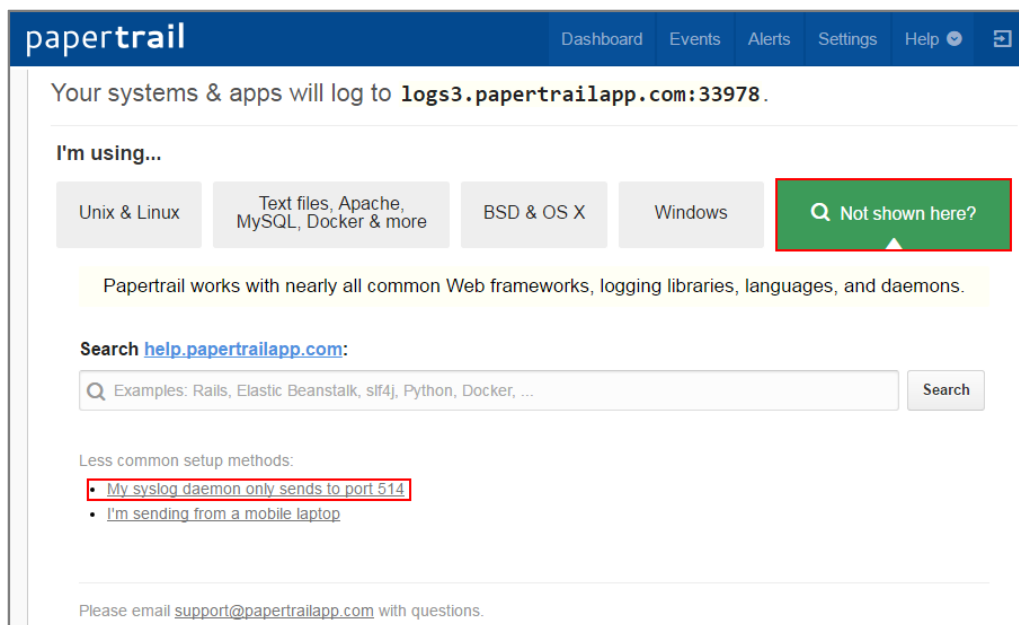 papertrail
Dashboard Events Alerts Settings Help
Your systems & apps will log to logs3.papertrailapp.com:33978.
I'm using...
Unix & Linux
Text files, Apache,
MySQL, Docker & more
BSD & OS X
Windows
Not shown here?
Papertrail works with nearly all common Web frameworks, logging libraries, languages, and daemons.
Search help.papertrailapp.com:
Examples: Rails, Elastic Beanstalk, slf4j, Python, Docker, ...
Search
Less common setup methods:
• My syslog daemon only sends to port 514
• I'm sending from a mobile laptop
Please email support@papertrailapp.com with questions.